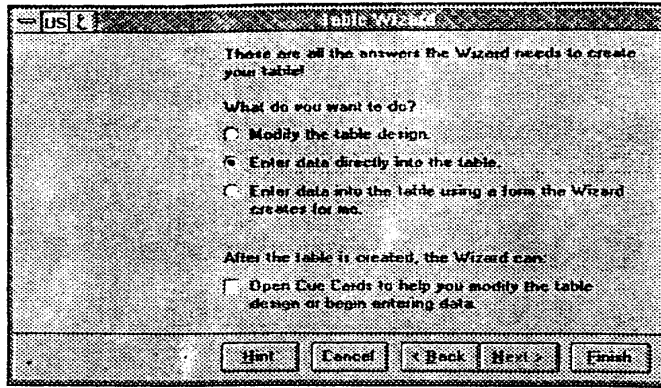 US ع Table Wizard
These are all the answers the Wizard needs to create
your table!
What do you want to do?
Modify the table design.
Enter data directly into the table.
Enter data into the table using a form the Wizard
creates for me.
After the table is created, the Wizard can:
Open Cue Cards to help you modify the table
design or begin entering data.
Hint Cancel < Back Next > Finish